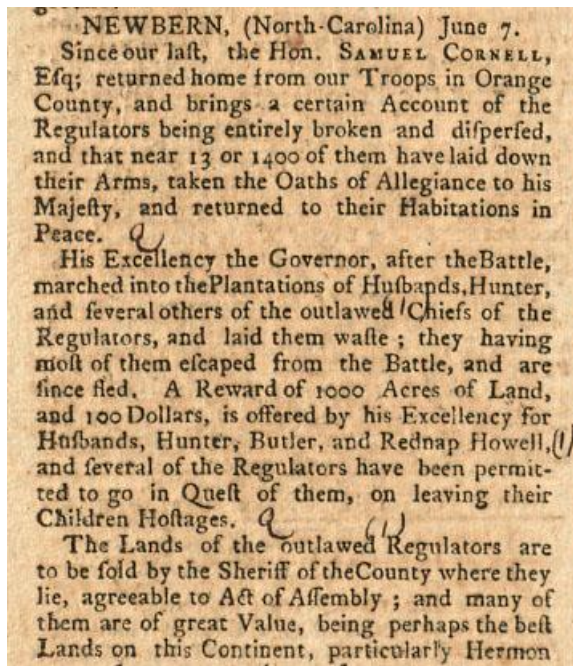 NEWBERN, (North-Carolina) June 7.
Since our laſt, the Hon. SAMUEL CORNELL,
Eſq; returned home from our Troops in Orange
County, and brings a certain Account of the
Regulators being entirely broken and diſperſed,
and that near 13 or 1400 of them have laid down
their Arms, taken the Oaths of Allegiance to his
Majeſty, and returned to their Habitations in
Peace.
His Excellency the Governor, after the Battle,
marched into the Plantations of Huſbands, Hunter,
and ſeveral others of the outlawed Chiefs of the
Regulators, and laid them waſte ; they having
moſt of them eſcaped from the Battle, and are
ſince fled. A Reward of 1000 Acres of Land,
and 100 Dollars, is offered by his Excellency for
Huſbands, Hunter, Butler, and Rednap Howell, (1)
and ſeveral of the Regulators have been permit-
ted to go in Queſt of them, on leaving their
Children Hoſtages. (1)
The Lands of the outlawed Regulators are
to be ſold by the Sheriff of the County where they
lie, agreeable to Act of Aſſembly ; and many of
them are of great Value, being perhaps the beſt
Lands on this Continent, particularly Hermon